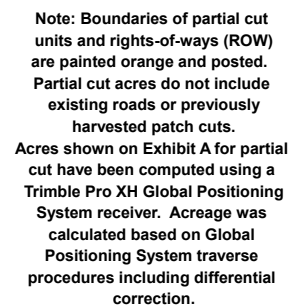 Note: Boundaries of partial cut
units and rights-of-ways (ROW)
are painted orange and posted.
Partial cut acres do not include
existing roads or previously
harvested patch cuts.
Acres shown on Exhibit A for partial
cut have been computed using a
Trimble Pro XH Global Positioning
System receiver.  Acreage was
calculated based on Global
Positioning System traverse
procedures including differential
correction.